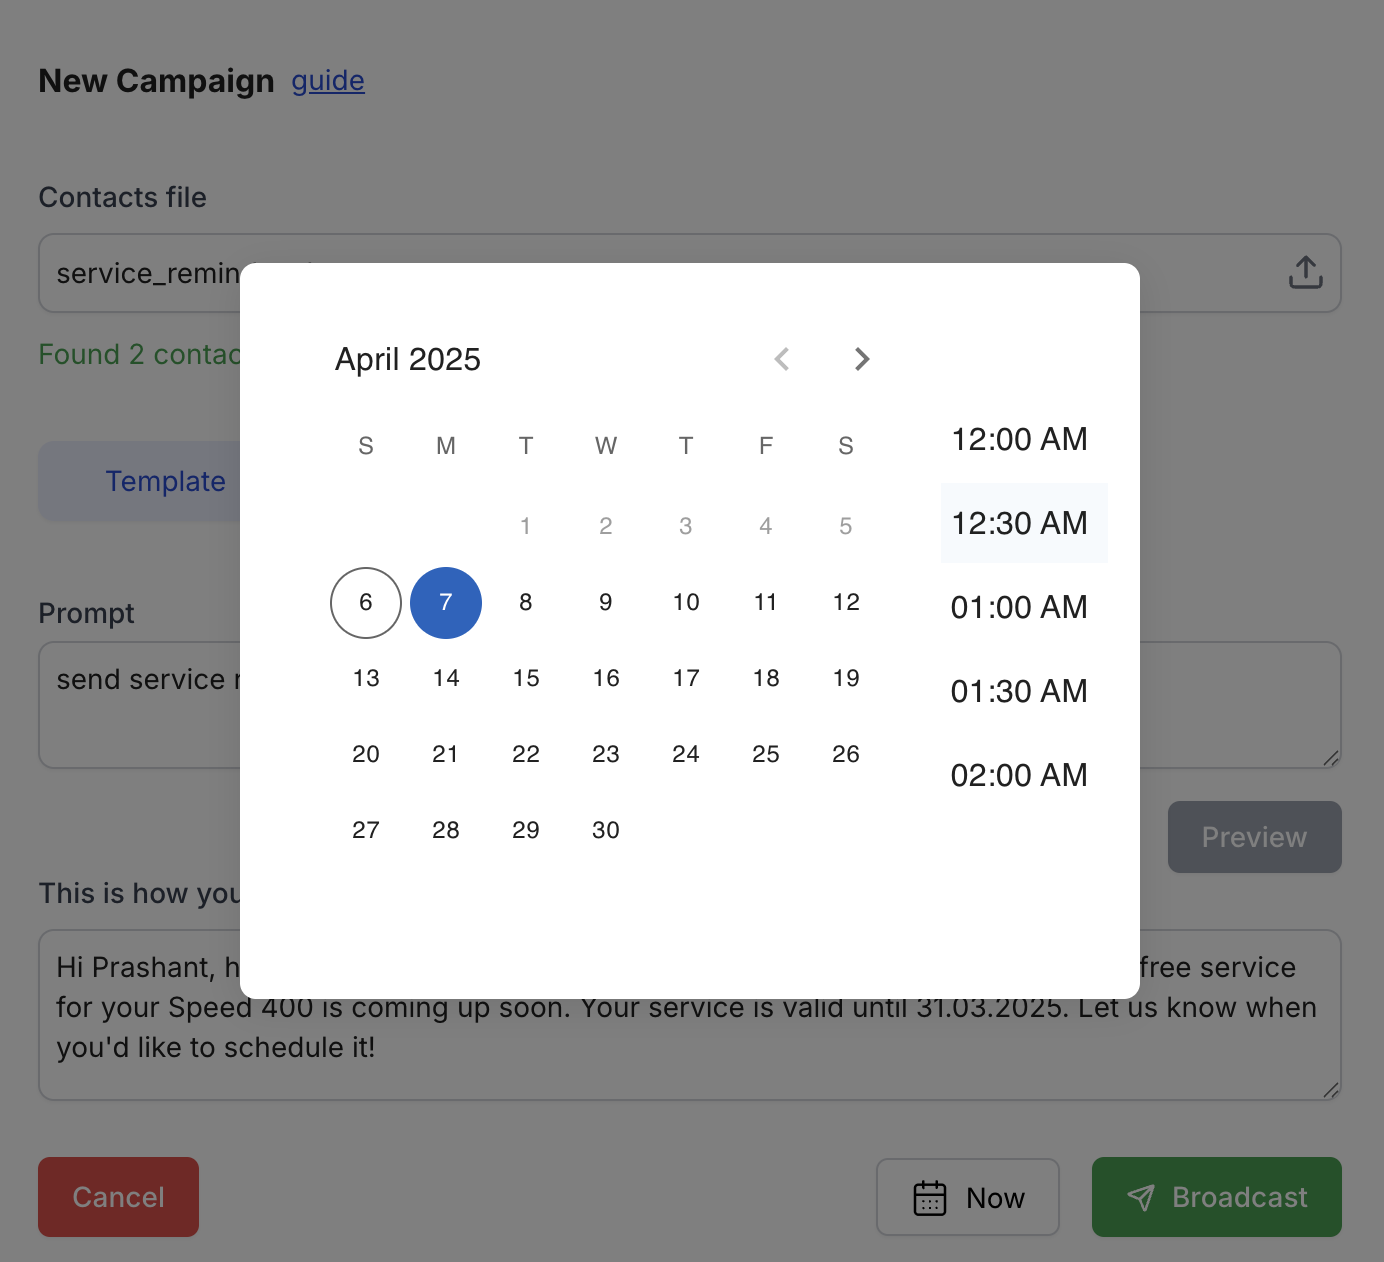 New Campaign guide
Contacts file
service_remin
Found 2 contac
April 2025
S M T W T F S
1 2 3 4 5
6 7 8 9 10 11 12
13 14 15 16 17 18 19
20 21 22 23 24 25 26
27 28 29 30
12:00 AM
12:30 AM
01:00 AM
01:30 AM
02:00 AM
Template
Prompt
send service
Preview
This is how you
Hi Prashant, h free service
for your Speed 400 is coming up soon. Your service is valid until 31.03.2025. Let us know when
you'd like to schedule it!
Cancel
Now
Broadcast